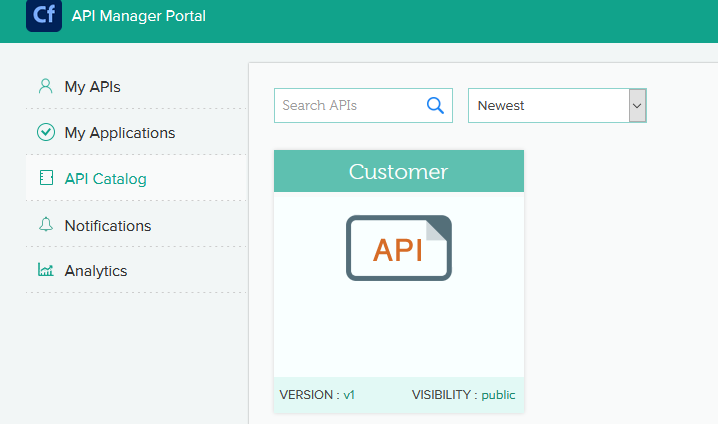 Cf API Manager Portal
My APIs
My Applications
API Catalog
Notifications
Analytics
Search APIs
Newest
Customer
API
VERSION : v1 VISIBILITY : public